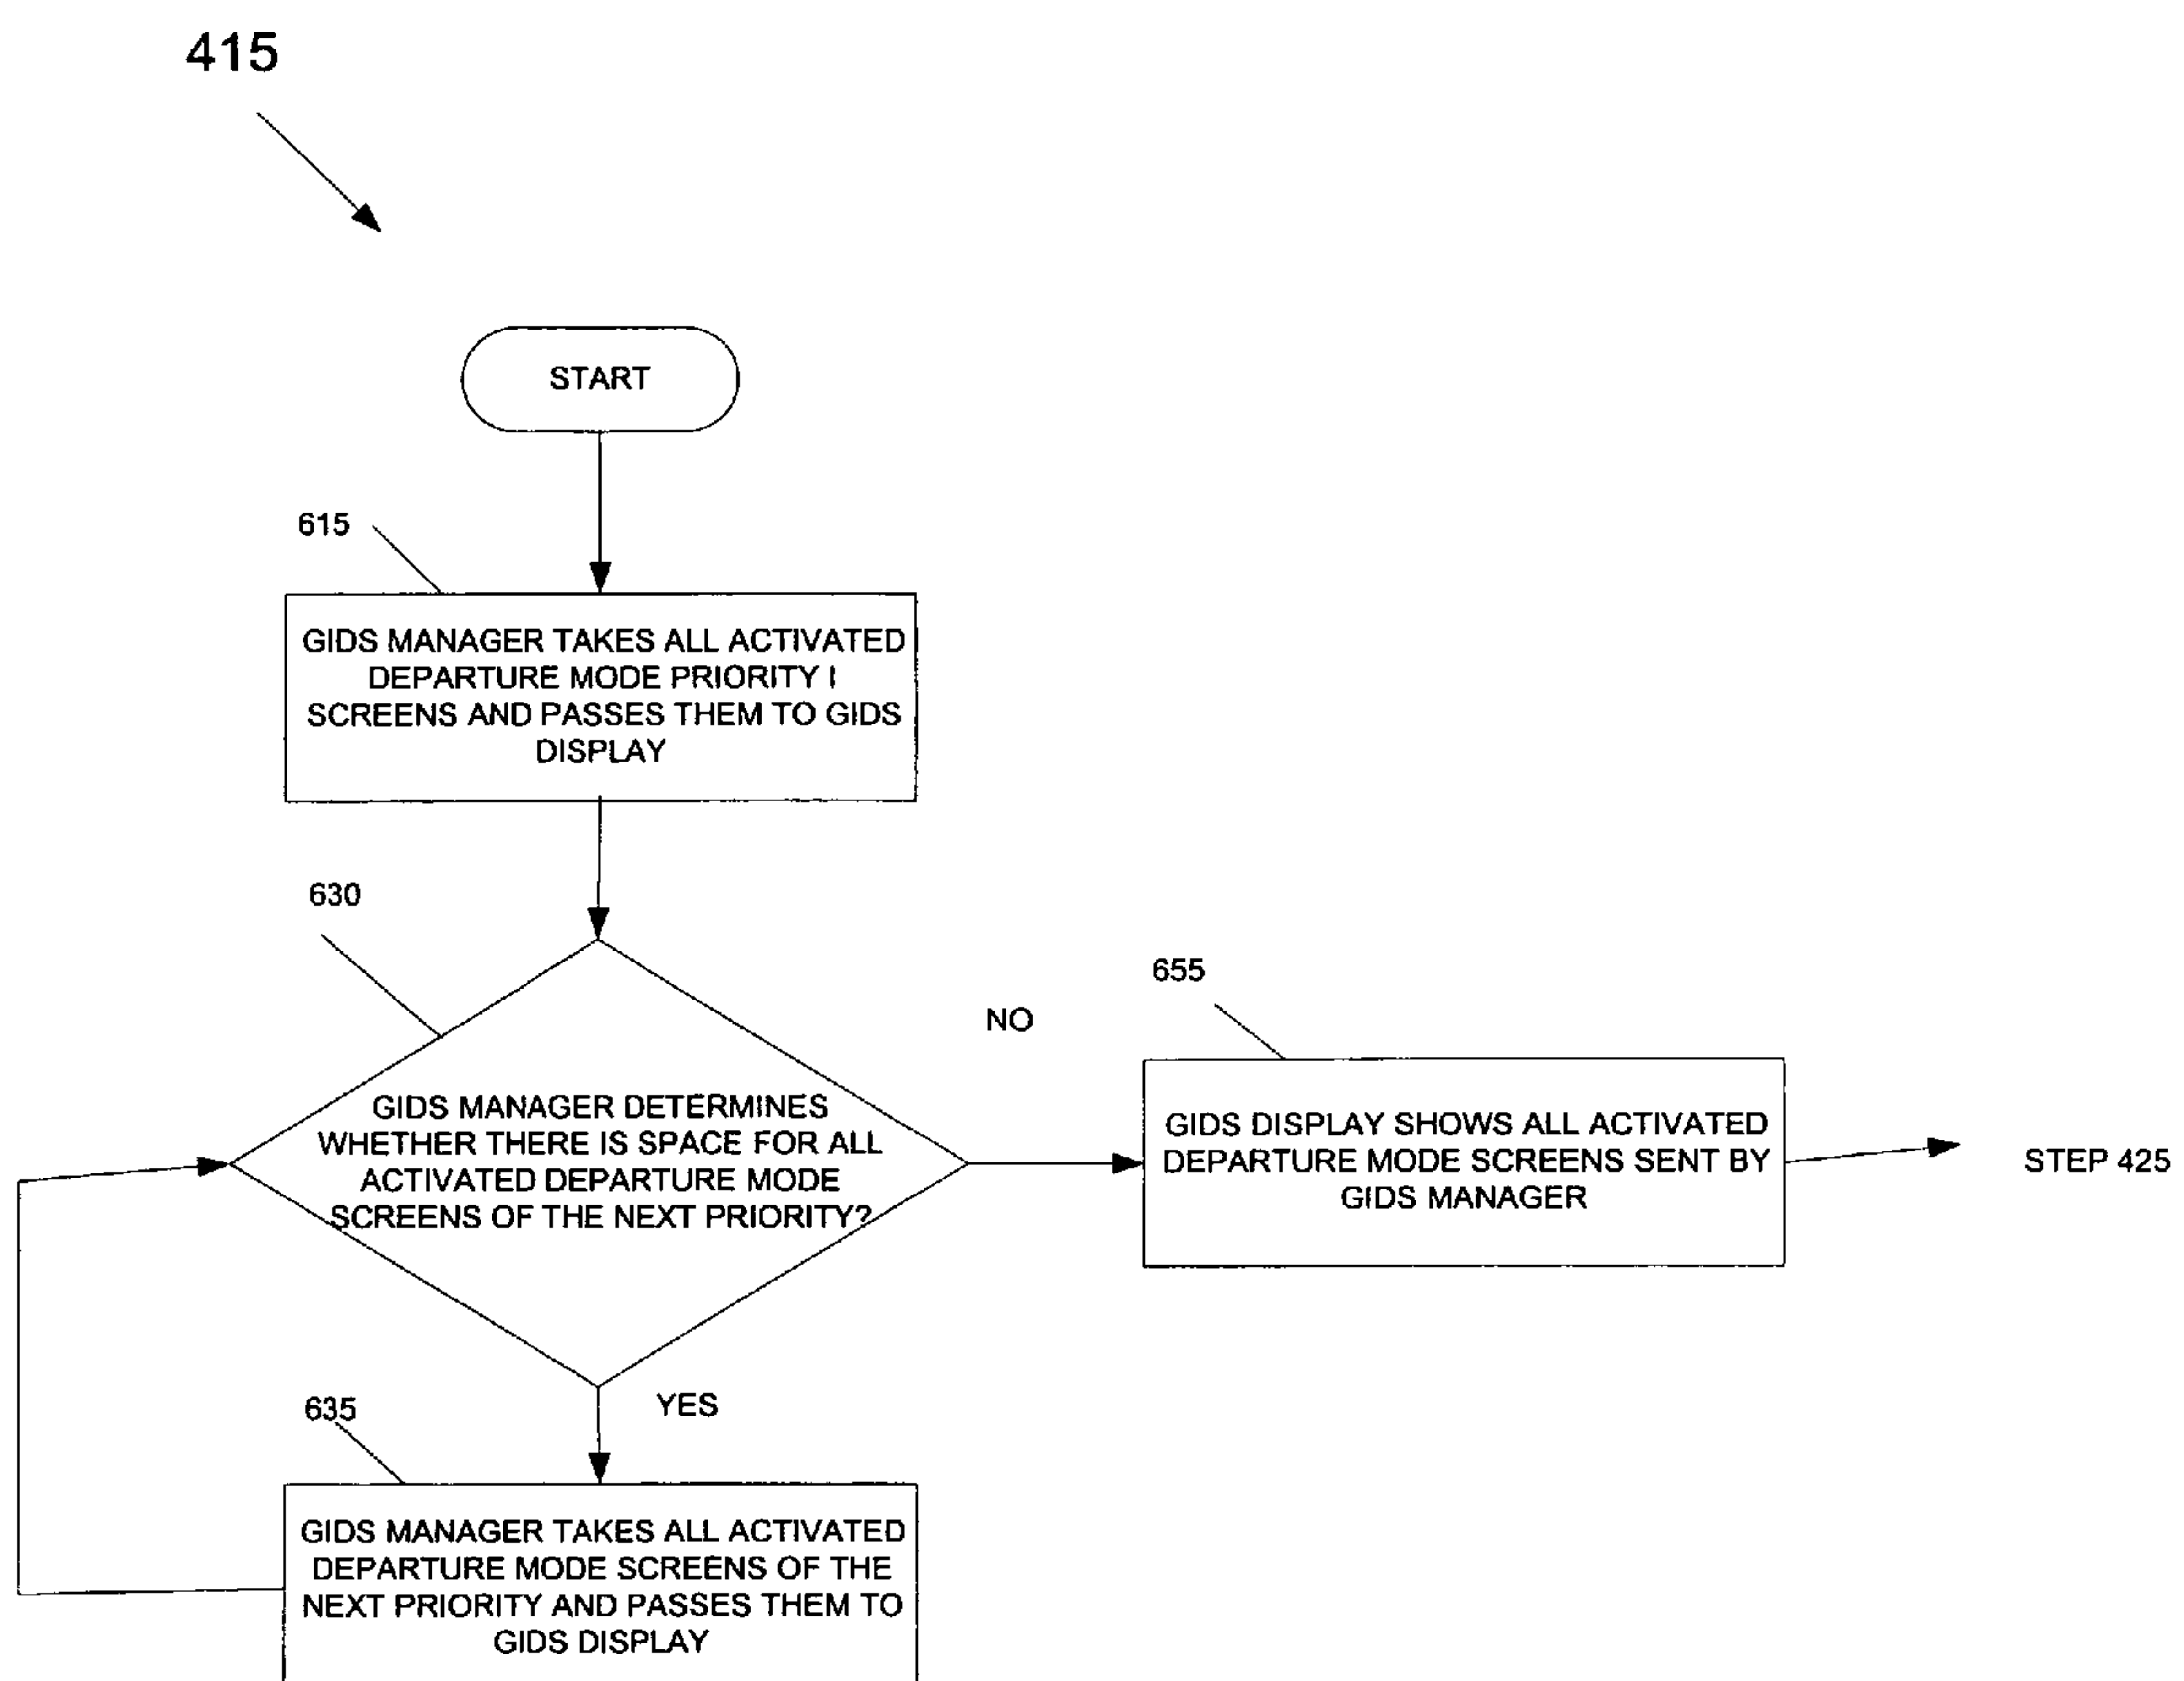 415
START
615
GIDS MANAGER TAKES ALL ACTIVATED
DEPARTURE MODE PRIORITY I
SCREENS AND PASSES THEM TO GIDS
DISPLAY
630
GIDS MANAGER DETERMINES
WHETHER THERE IS SPACE FOR ALL
ACTIVATED DEPARTURE MODE
SCREENS OF THE NEXT PRIORITY?
NO
655
GIDS DISPLAY SHOWS ALL ACTIVATED
DEPARTURE MODE SCREENS SENT BY
GIDS MANAGER
STEP 425
YES
635
GIDS MANAGER TAKES ALL ACTIVATED
DEPARTURE MODE SCREENS OF THE
NEXT PRIORITY AND PASSES THEM TO
GIDS DISPLAY